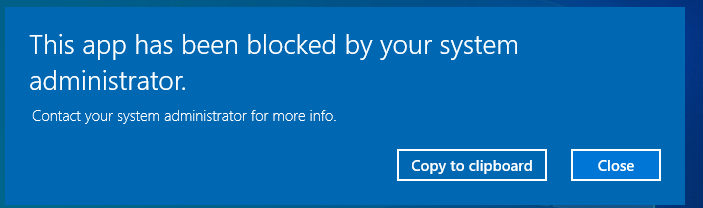 This app has been blocked by your system
administrator.
Contact your system administrator for more info.
Copy to clipboard
Close